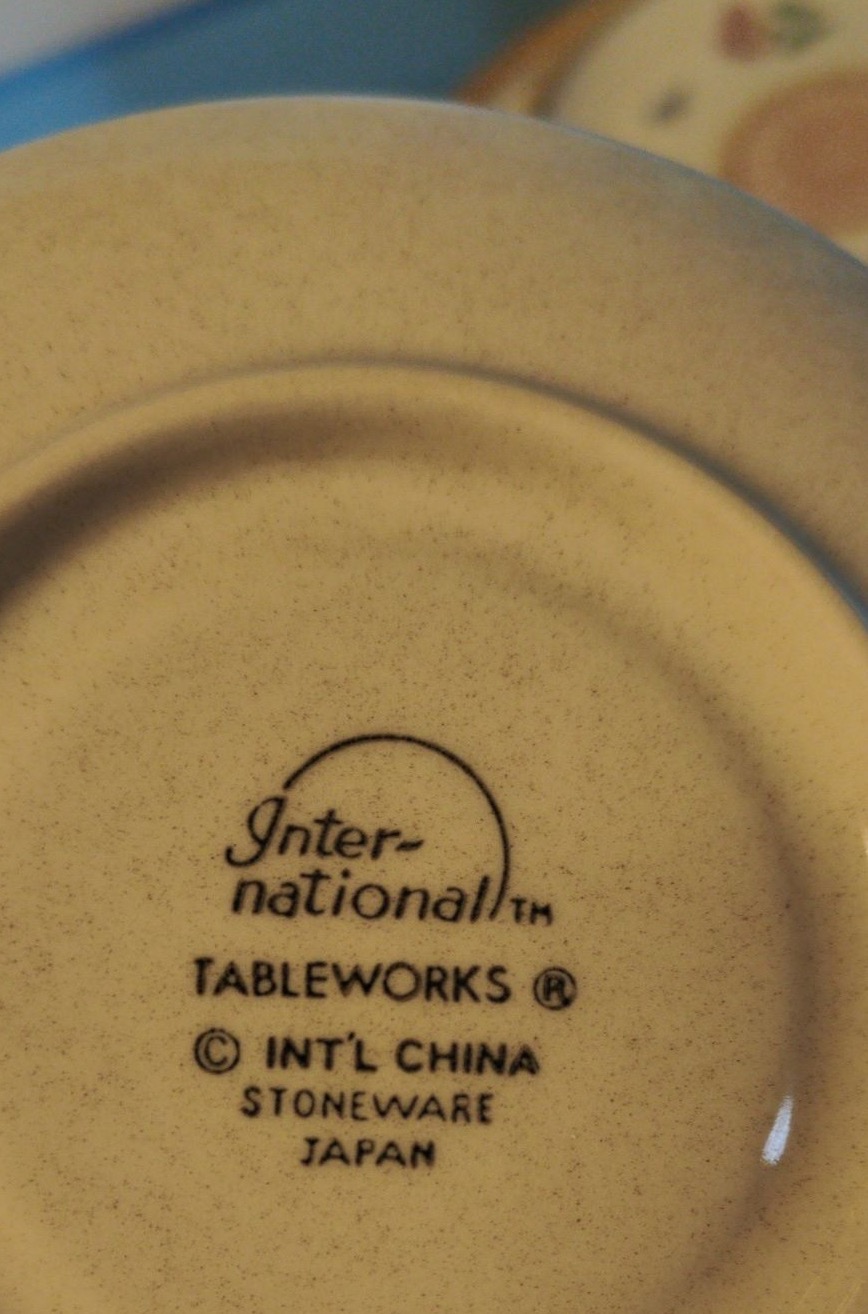 Inter-
national TM
TABLEWORKS ®
© INT'L CHINA
STONEWARE
JAPAN